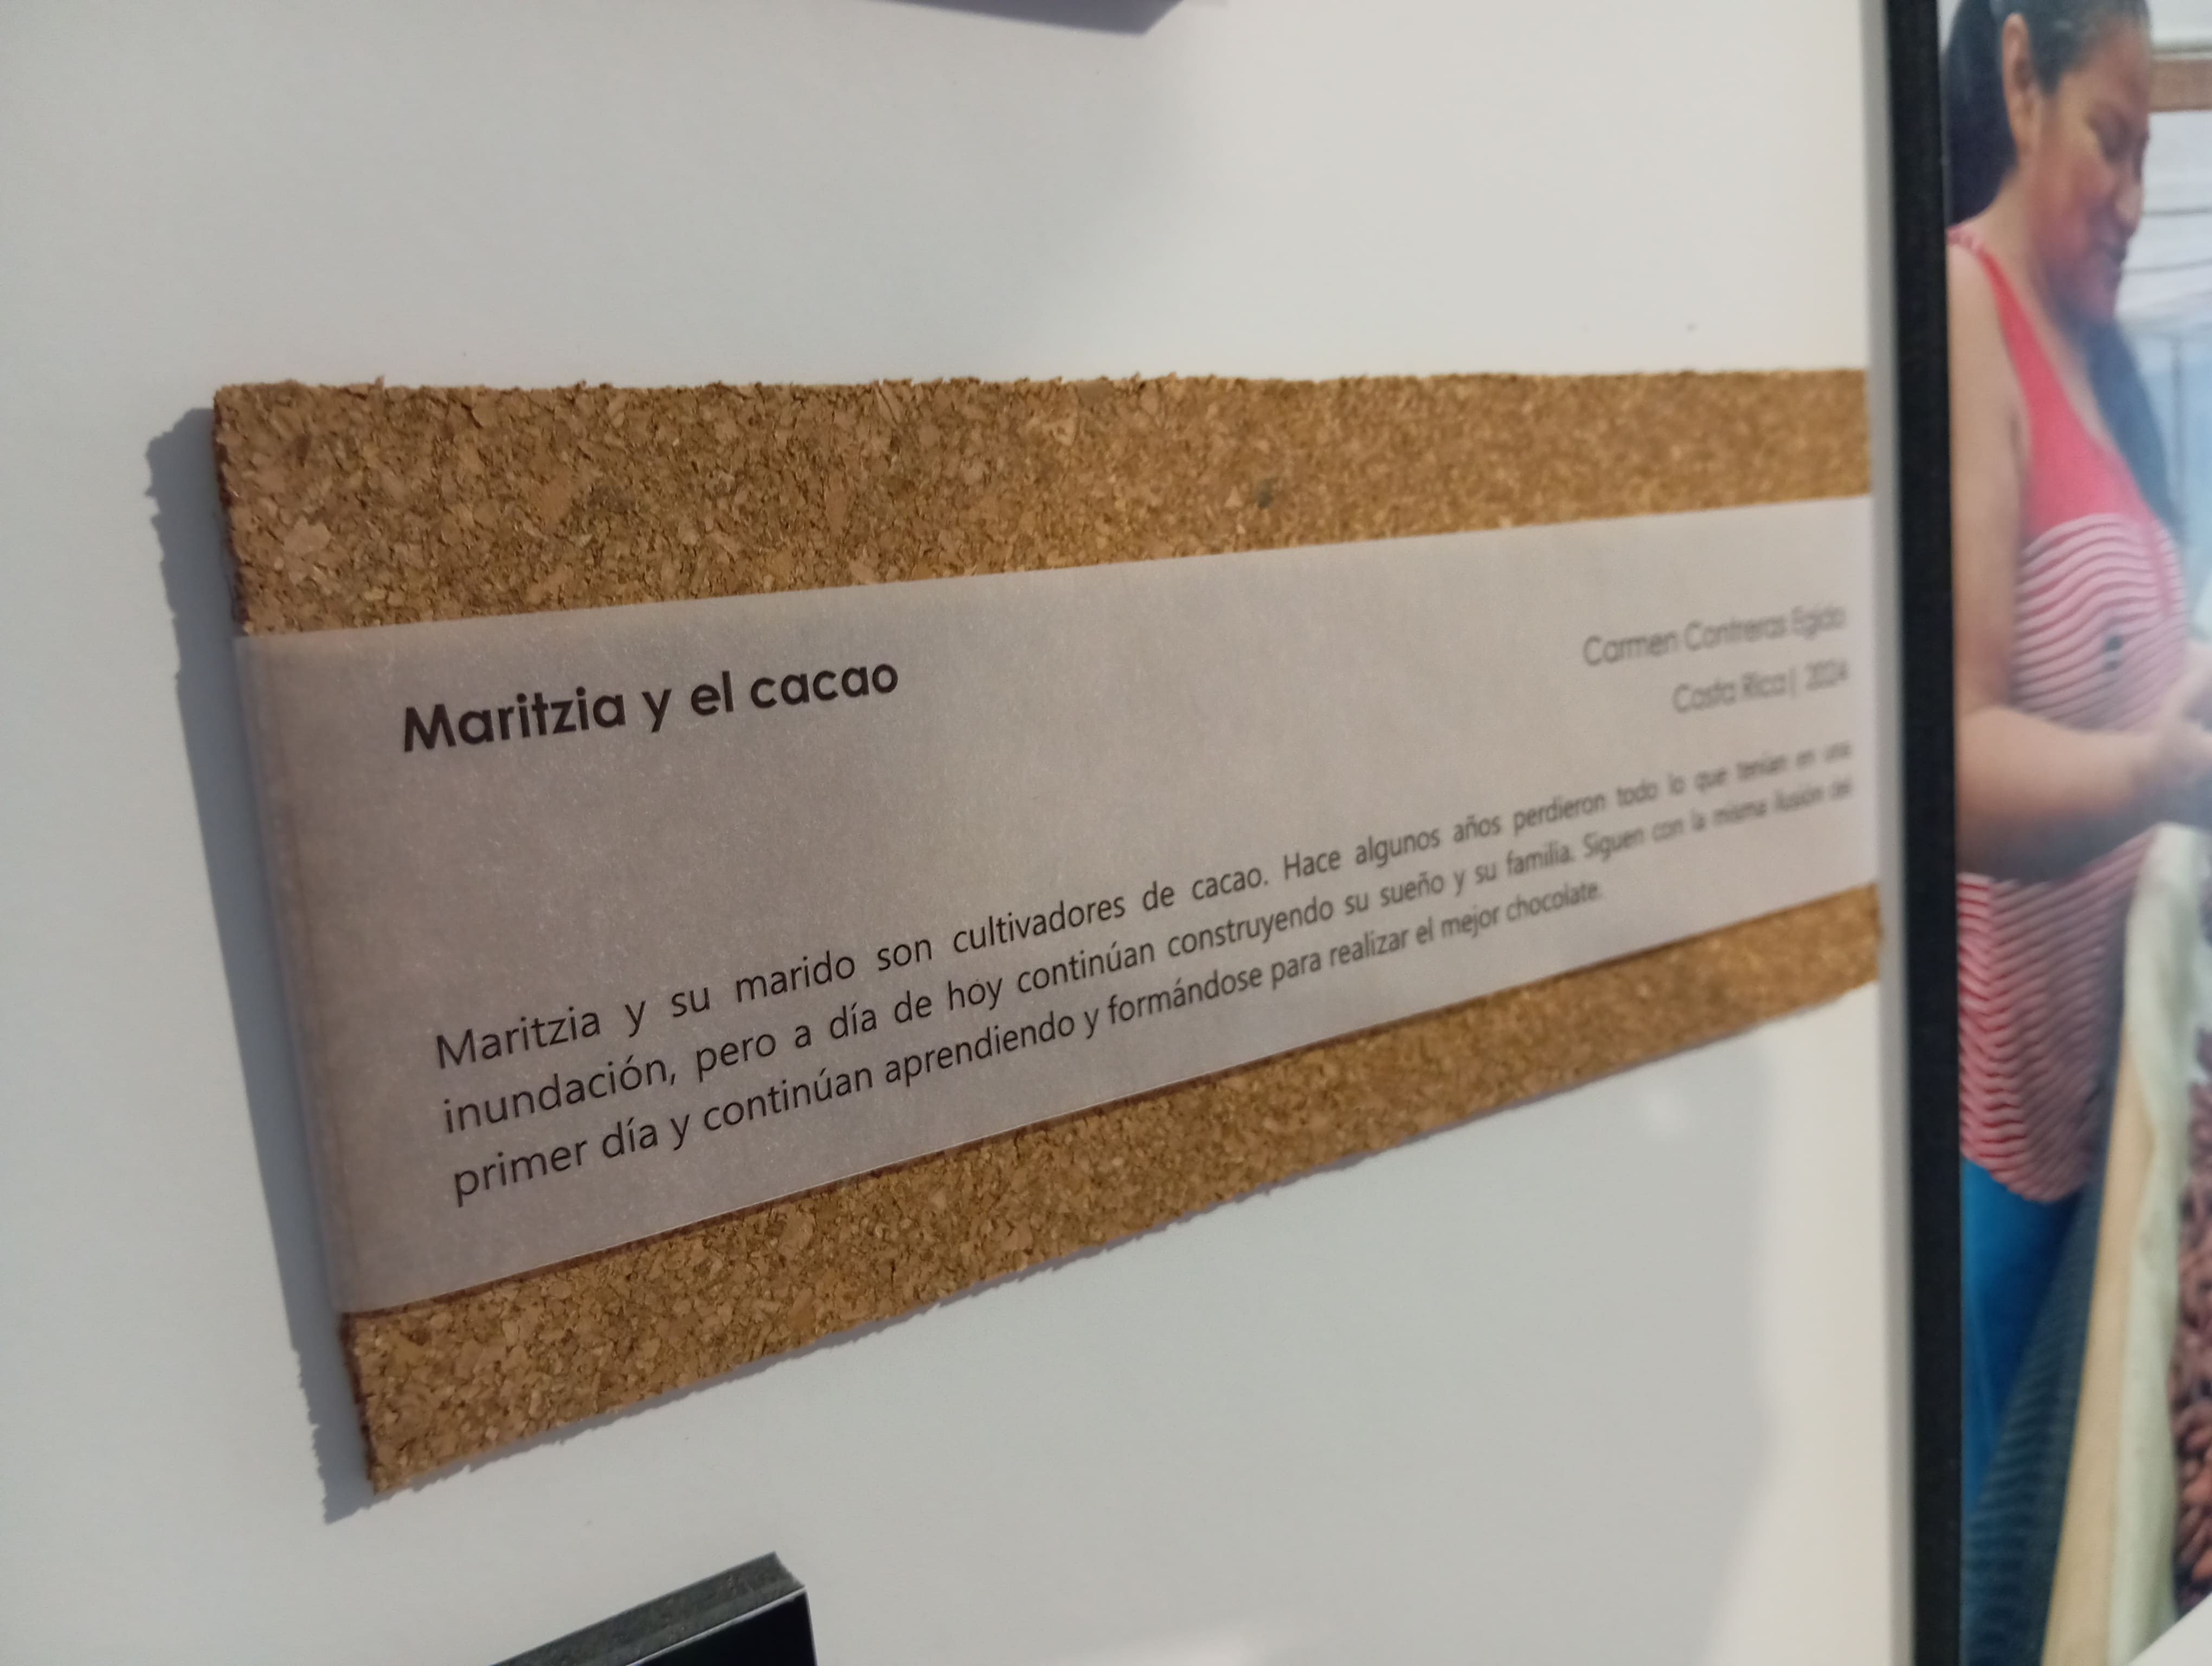 Maritzia y el cacao
Carmen Contreras Egido
Costa Rica | 2024
Maritzia y su marido son cultivadores de cacao. Hace algunos años perdieron todo lo que tenían en una
inundación, pero a día de hoy continúan construyendo su sueño y su familia. Siguen con la misma ilusión del
primer día y continúan aprendiendo y formándose para realizar el mejor chocolate.